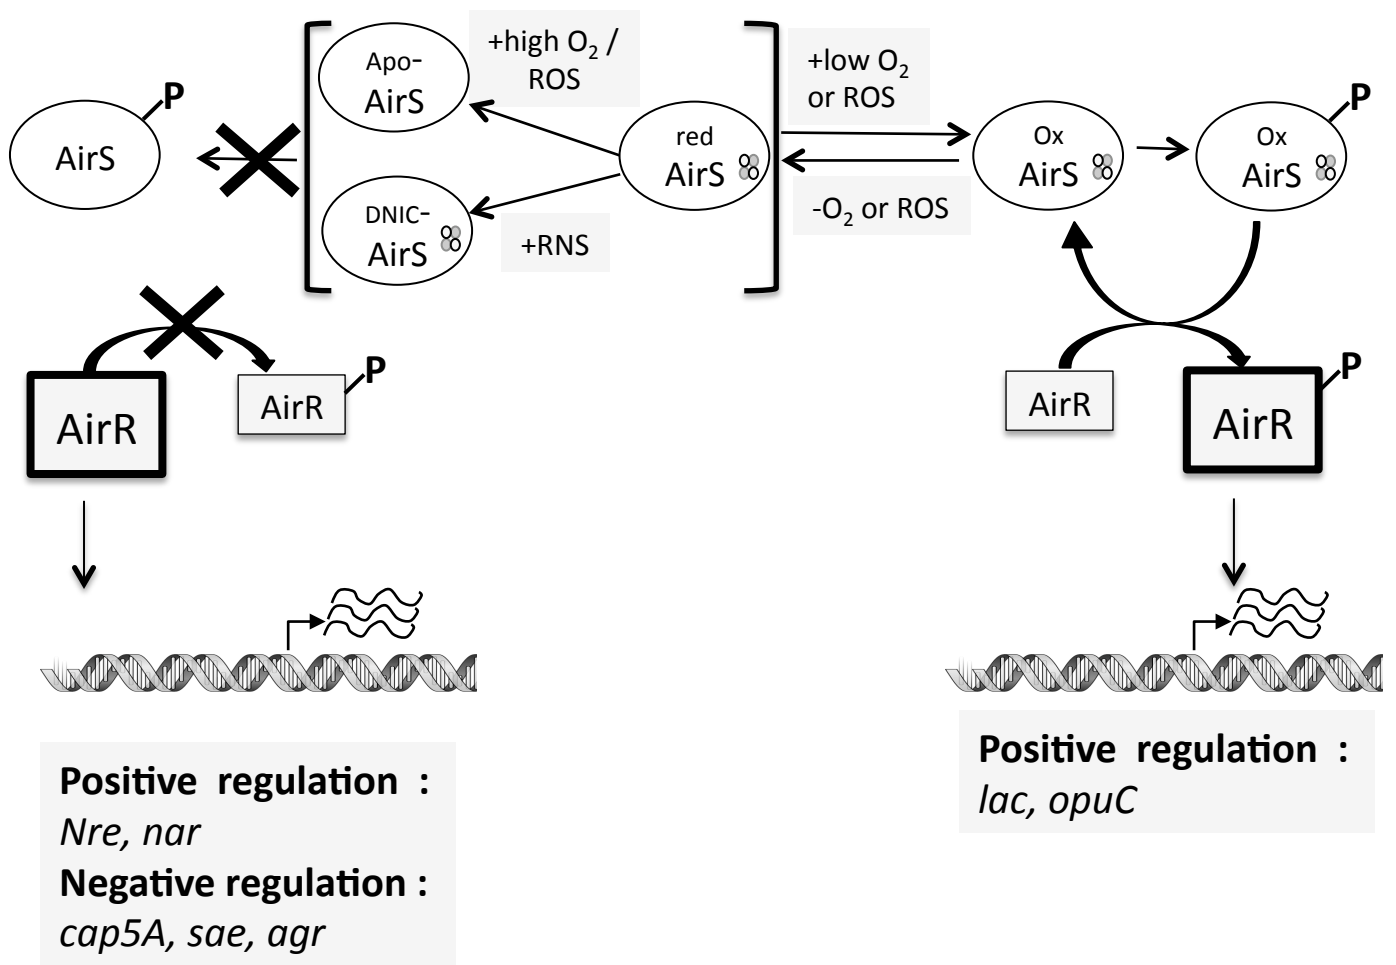 P
AirS
Apo-
AirS
+high O₂ /
ROS
DNIC-
AirS
+RNS
red
AirS
+low O₂
or ROS
-O₂ or ROS
Ox
AirS
P
Ox
AirS
AirR
P
AirR
AirR
P
AirR
Positive regulation :
Nre, nar
Negative regulation :
cap5A, sae, agr
Positive regulation :
lac, opuC